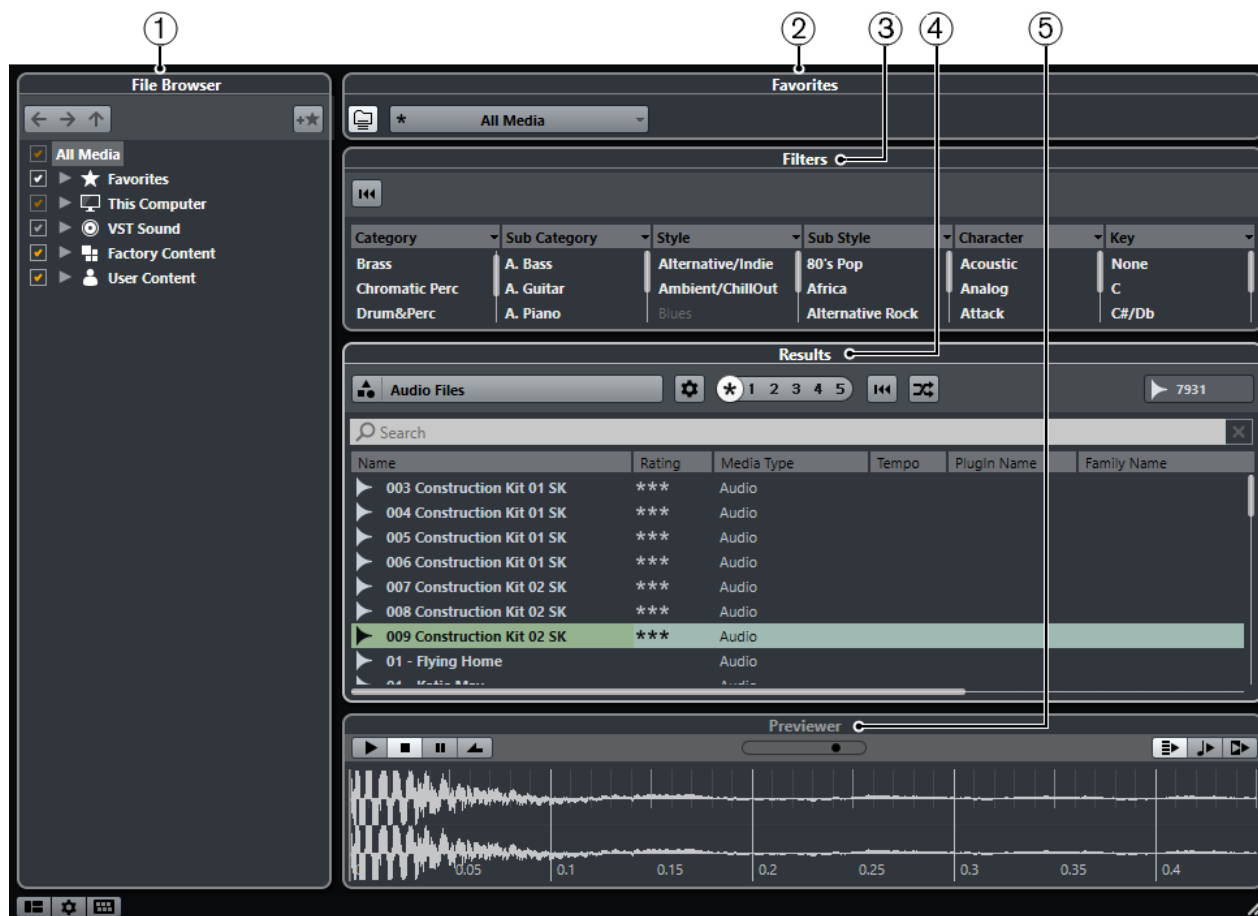 1 2 3 4 5
File Browser
All Media
Favorites
This Computer
VST Sound
Factory Content
User Content
Favorites
* All Media
Filters
Category Sub Category Style Sub Style Character Key
Brass A. Bass Alternative/Indie 80's Pop Acoustic None
Chromatic Perc A. Guitar Ambient/ChillOut Africa Analog C
Drum&Perc A. Piano Blues Alternative Rock Attack C#/Db
Results
Audio Files * 1 2 3 4 5 7931
Search
Name Rating Media Type Tempo PlugIn Name Family Name
003 Construction Kit 01 SK *** Audio
004 Construction Kit 01 SK *** Audio
005 Construction Kit 01 SK *** Audio
006 Construction Kit 01 SK *** Audio
007 Construction Kit 02 SK *** Audio
008 Construction Kit 02 SK *** Audio
009 Construction Kit 02 SK *** Audio
01 - Flying Home Audio
Previewer
0.05 0.1 0.15 0.2 0.25 0.3 0.35 0.4